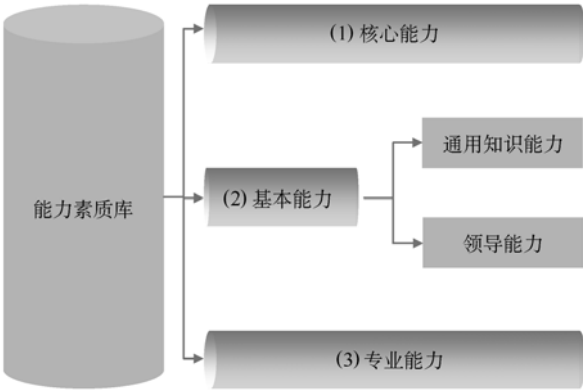 能力素质库
(1) 核心能力
(2) 基本能力
通用知识能力
领导能力
(3) 专业能力